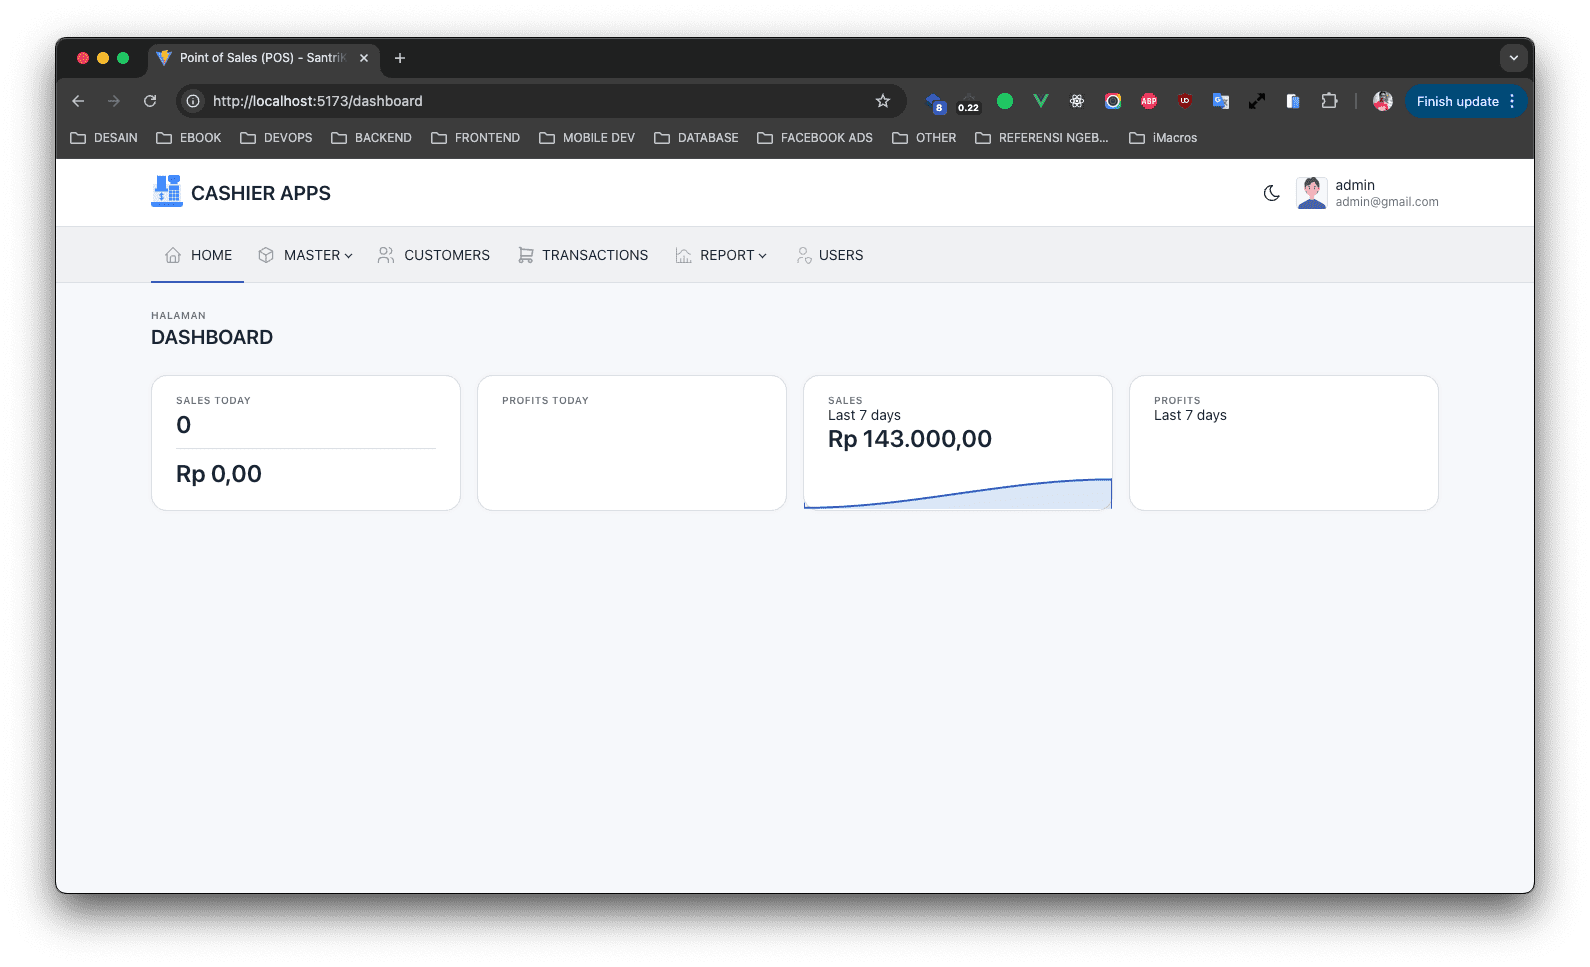 Point of Sales (POS) - SantriK
http://localhost:5173/dashboard
8
0.22
ABP
Finish update
DESAIN
EBOOK
DEVOPS
BACKEND
FRONTEND
MOBILE DEV
DATABASE
FACEBOOK ADS
OTHER
REFERENSI NGEB...
iMacros
CASHIER APPS
admin
admin@gmail.com
HOME
MASTER
CUSTOMERS
TRANSACTIONS
REPORT
USERS
HALAMAN
DASHBOARD
SALES TODAY
0
Rp 0,00
PROFITS TODAY
SALES
Last 7 days
Rp 143.000,00
PROFITS
Last 7 days